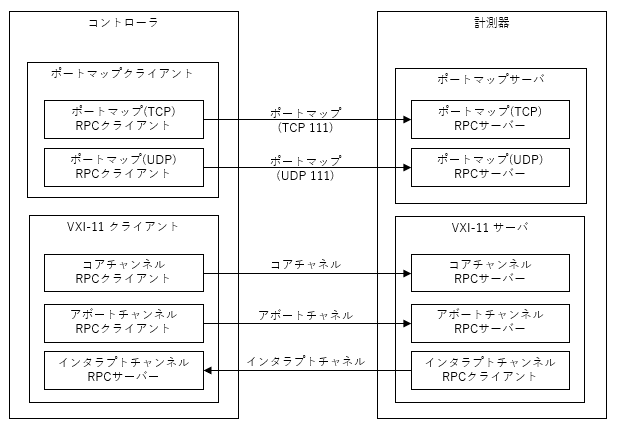 コントローラ
計測器
ポートマップクライアント
ポートマップ(TCP)
RPCクライアント
ポートマップ(UDP)
RPCクライアント
ポートマップ
(TCP 111)
ポートマップ
(UDP 111)
ポートマップサーバ
ポートマップ(TCP)
RPCサーバー
ポートマップ(UDP)
RPCサーバー
VXI-11 クライアント
コアチャンネル
RPCクライアント
アボートチャンネル
RPCクライアント
インタラプトチャンネル
RPCサーバー
コアチャネル
アボートチャンネル
インタラプトチャンネル
VXI-11 サーバ
コアチャンネル
RPCサーバー
アボートチャンネル
RPCサーバー
インタラプトチャンネル
RPCクライアント